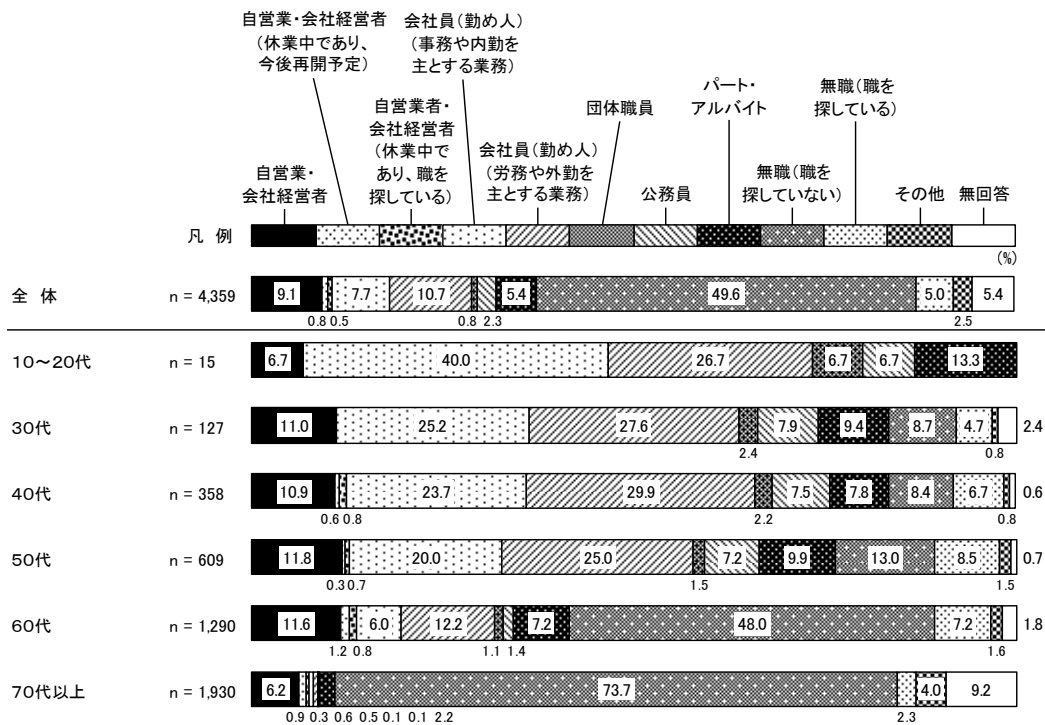 自営業・会社経営者
(休業中であり、
今後再開予定)
会社員(勤め人)
(事務や内勤を
主とする業務)
自営業者・
会社経営者
(休業中で
あり、職を
探している)
団体職員
パート・
アルバイト
無職(職を
探している)
自営業・
会社経営者
会社員(勤め人)
(労務や外勤を
主とする業務)
公務員
無職(職を
探していない)
その他
無回答
凡 例
(%)
全 体 n = 4,359 9.1 7.7 10.7 5.4 49.6 5.0 5.4
0.8 0.5 0.8 2.3 2.5
10～20代 n = 15 6.7 40.0 26.7 6.7 6.7 13.3
30代 n = 127 11.0 25.2 27.6 7.9 9.4 8.7 4.7 2.4
2.4 0.8
40代 n = 358 10.9 23.7 29.9 7.5 7.8 8.4 6.7 0.6
0.6 0.8 2.2 0.8
50代 n = 609 11.8 20.0 25.0 7.2 9.9 13.0 8.5 0.7
0.3 0.7 1.5 1.5
60代 n = 1,290 11.6 6.0 12.2 7.2 48.0 7.2 1.8
1.2 0.8 1.1 1.4 1.6
70代以上 n = 1,930 6.2 73.7 4.0 9.2
0.9 0.3 0.6 0.5 0.1 0.1 2.2 2.3